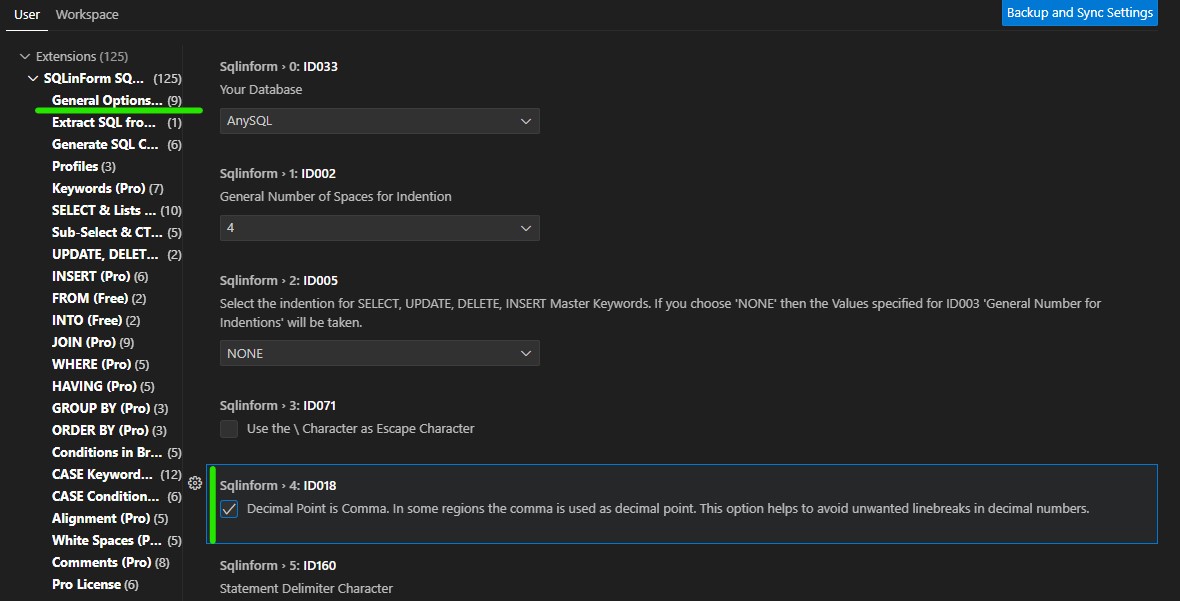 User Workspace
Backup and Sync Settings
Extensions (125)
SQLinForm SQ... (125)
General Options... (9)
Extract SQL fro... (1)
Generate SQL C... (6)
Profiles (3)
Keywords (Pro) (7)
SELECT & Lists ... (10)
Sub-Select & CT... (5)
UPDATE, DELET... (2)
INSERT (Pro) (6)
FROM (Free) (2)
INTO (Free) (2)
JOIN (Pro) (9)
WHERE (Pro) (5)
HAVING (Pro) (5)
GROUP BY (Pro) (3)
ORDER BY (Pro) (3)
Conditions in Br... (5)
CASE Keyword... (12)
CASE Condition... (6)
Alignment (Pro) (5)
White Spaces (P... (5)
Comments (Pro) (8)
Pro License (6)
Sqlinform › 0: ID033
Your Database
AnySQL
Sqlinform › 1: ID002
General Number of Spaces for Indention
4
Sqlinform › 2: ID005
Select the indention for SELECT, UPDATE, DELETE, INSERT Master Keywords. If you choose 'NONE' then the Values specified for ID003 'General Number for
Indentions' will be taken.
NONE
Sqlinform › 3: ID071
Use the \ Character as Escape Character
Sqlinform › 4: ID018
Decimal Point is Comma. In some regions the comma is used as decimal point. This option helps to avoid unwanted linebreaks in decimal numbers.
Sqlinform › 5: ID160
Statement Delimiter Character